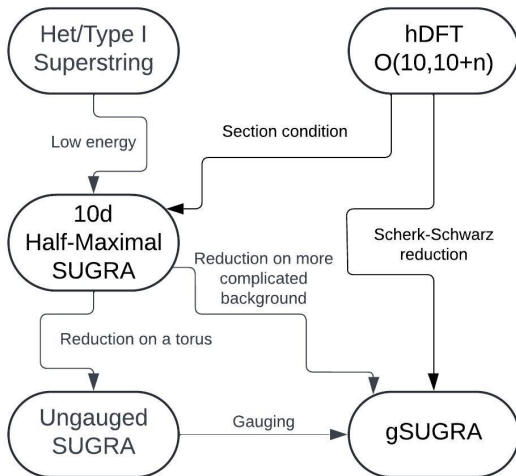 Het/Type I
Superstring
hDFT
O(10,10+n)
Section condition
Low energy
10d
Half-Maximal
SUGRA
Reduction on more
complicated
background
Scherk-Schwarz
reduction
Reduction on a torus
Ungauged
SUGRA
Gauging
gSUGRA